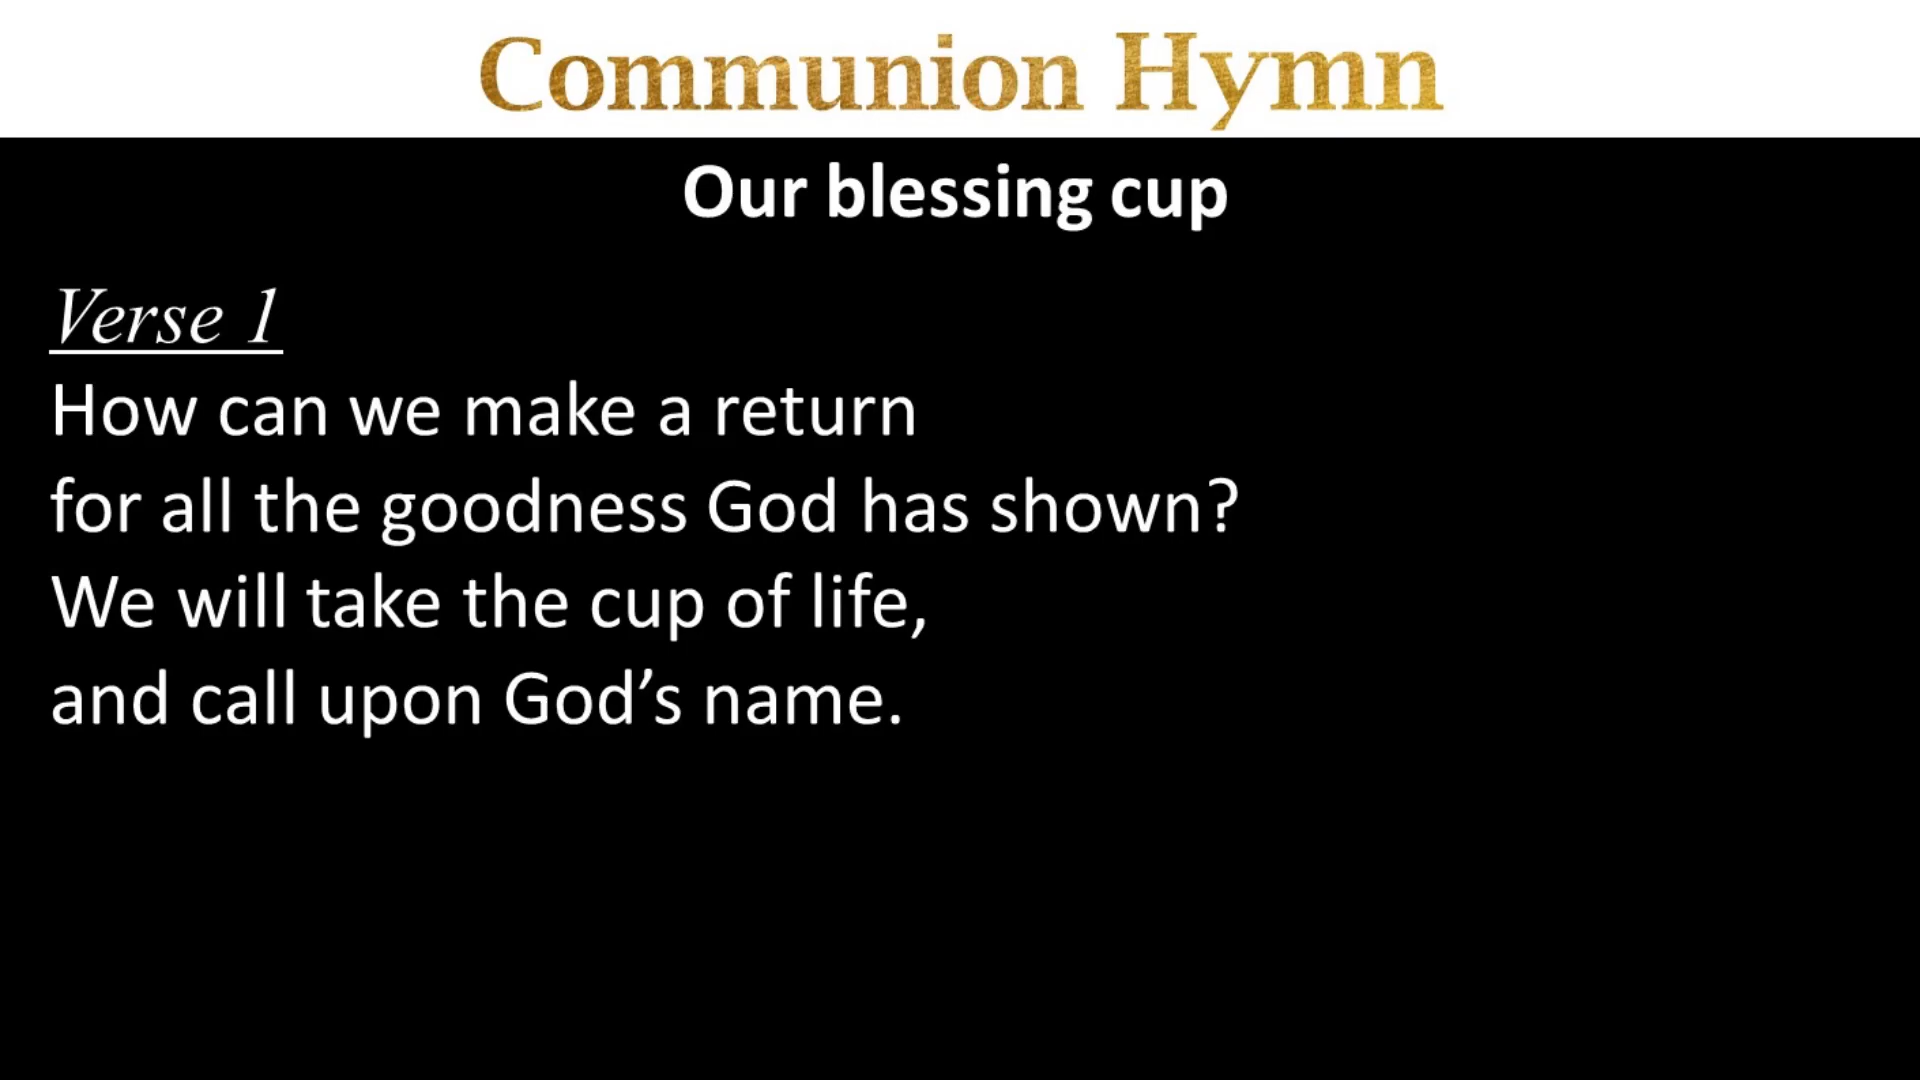 Communion Hymn
Our blessing cup
Verse 1
How can we make a return
for all the goodness God has shown?
We will take the cup of life,
and call upon God’s name.